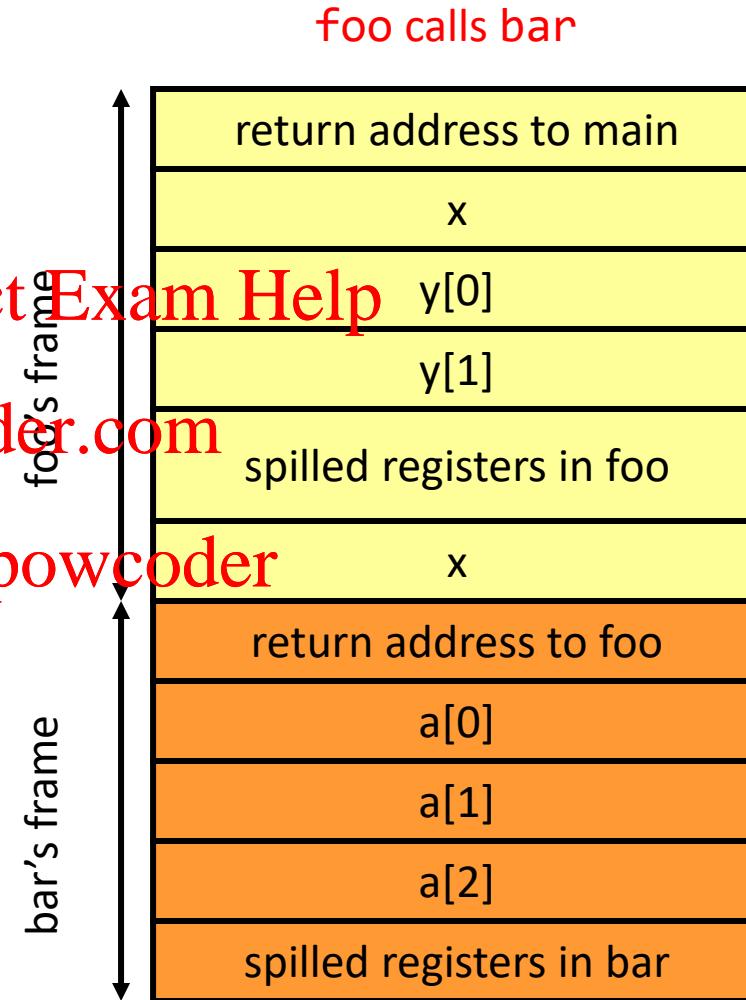 foo calls bar
return address to main
x
y[0]
y[1]
spilled registers in foo
x
foo's frame
return address to foo
a[0]
a[1]
a[2]
spilled registers in bar
bar's frame
ct Exam Help
der.com
powcoder